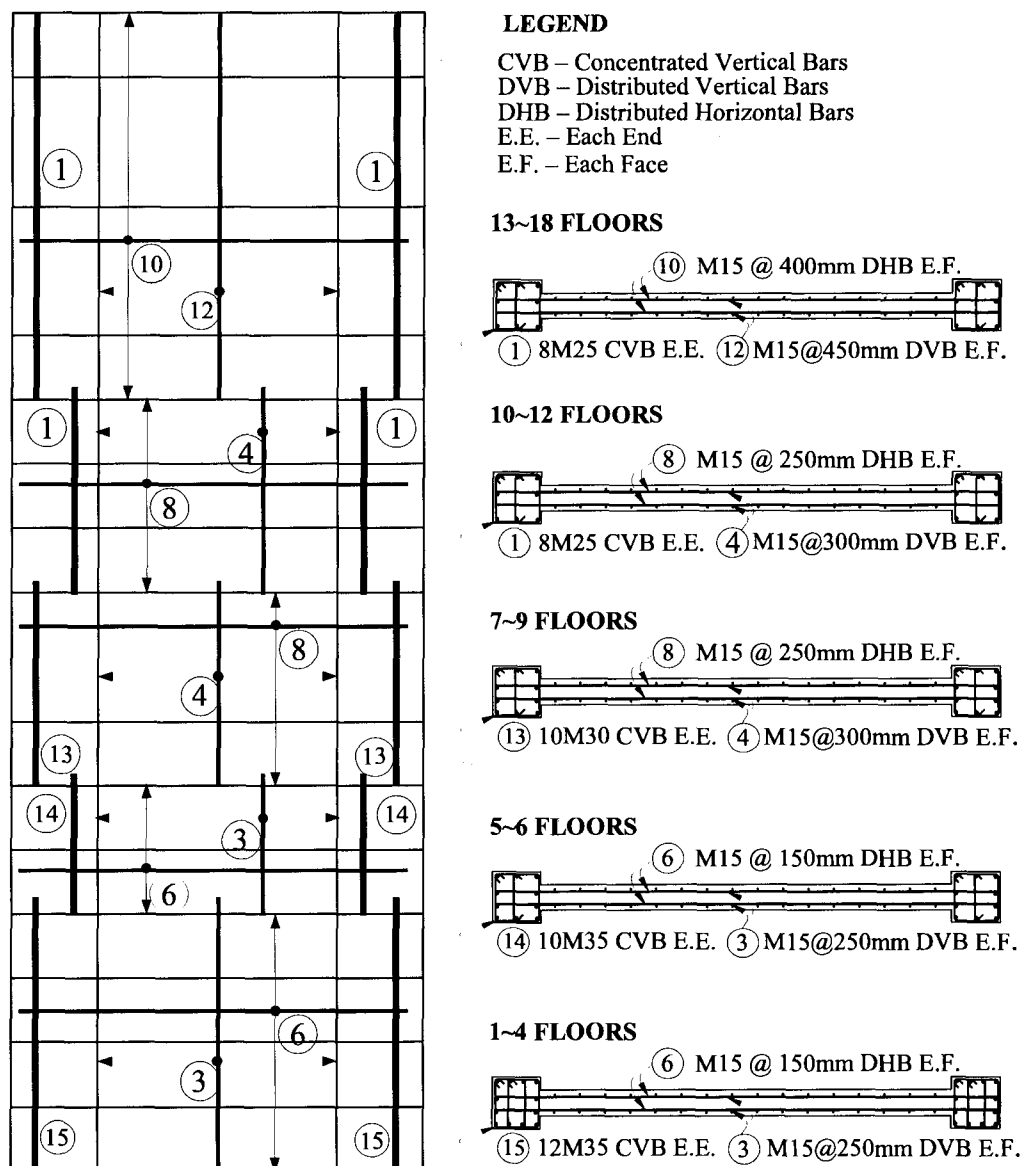 LEGEND
CVB – Concentrated Vertical Bars
DVB – Distributed Vertical Bars
DHB – Distributed Horizontal Bars
E.E. – Each End
E.F. – Each Face
13~18 FLOORS
10 M15 @ 400mm DHB E.F.
1 8M25 CVB E.E. 12 M15@450mm DVB E.F.
10~12 FLOORS
8 M15 @ 250mm DHB E.F.
1 8M25 CVB E.E. 4 M15@300mm DVB E.F.
7~9 FLOORS
8 M15 @ 250mm DHB E.F.
13 10M30 CVB E.E. 4 M15@300mm DVB E.F.
5~6 FLOORS
6 M15 @ 150mm DHB E.F.
14 10M35 CVB E.E. 3 M15@250mm DVB E.F.
1~4 FLOORS
6 M15 @ 150mm DHB E.F.
15 12M35 CVB E.E. 3 M15@250mm DVB E.F.
1 1
10
12
1 1
4
8
8
4
13 13
14 14
3
6
6
3
15 15